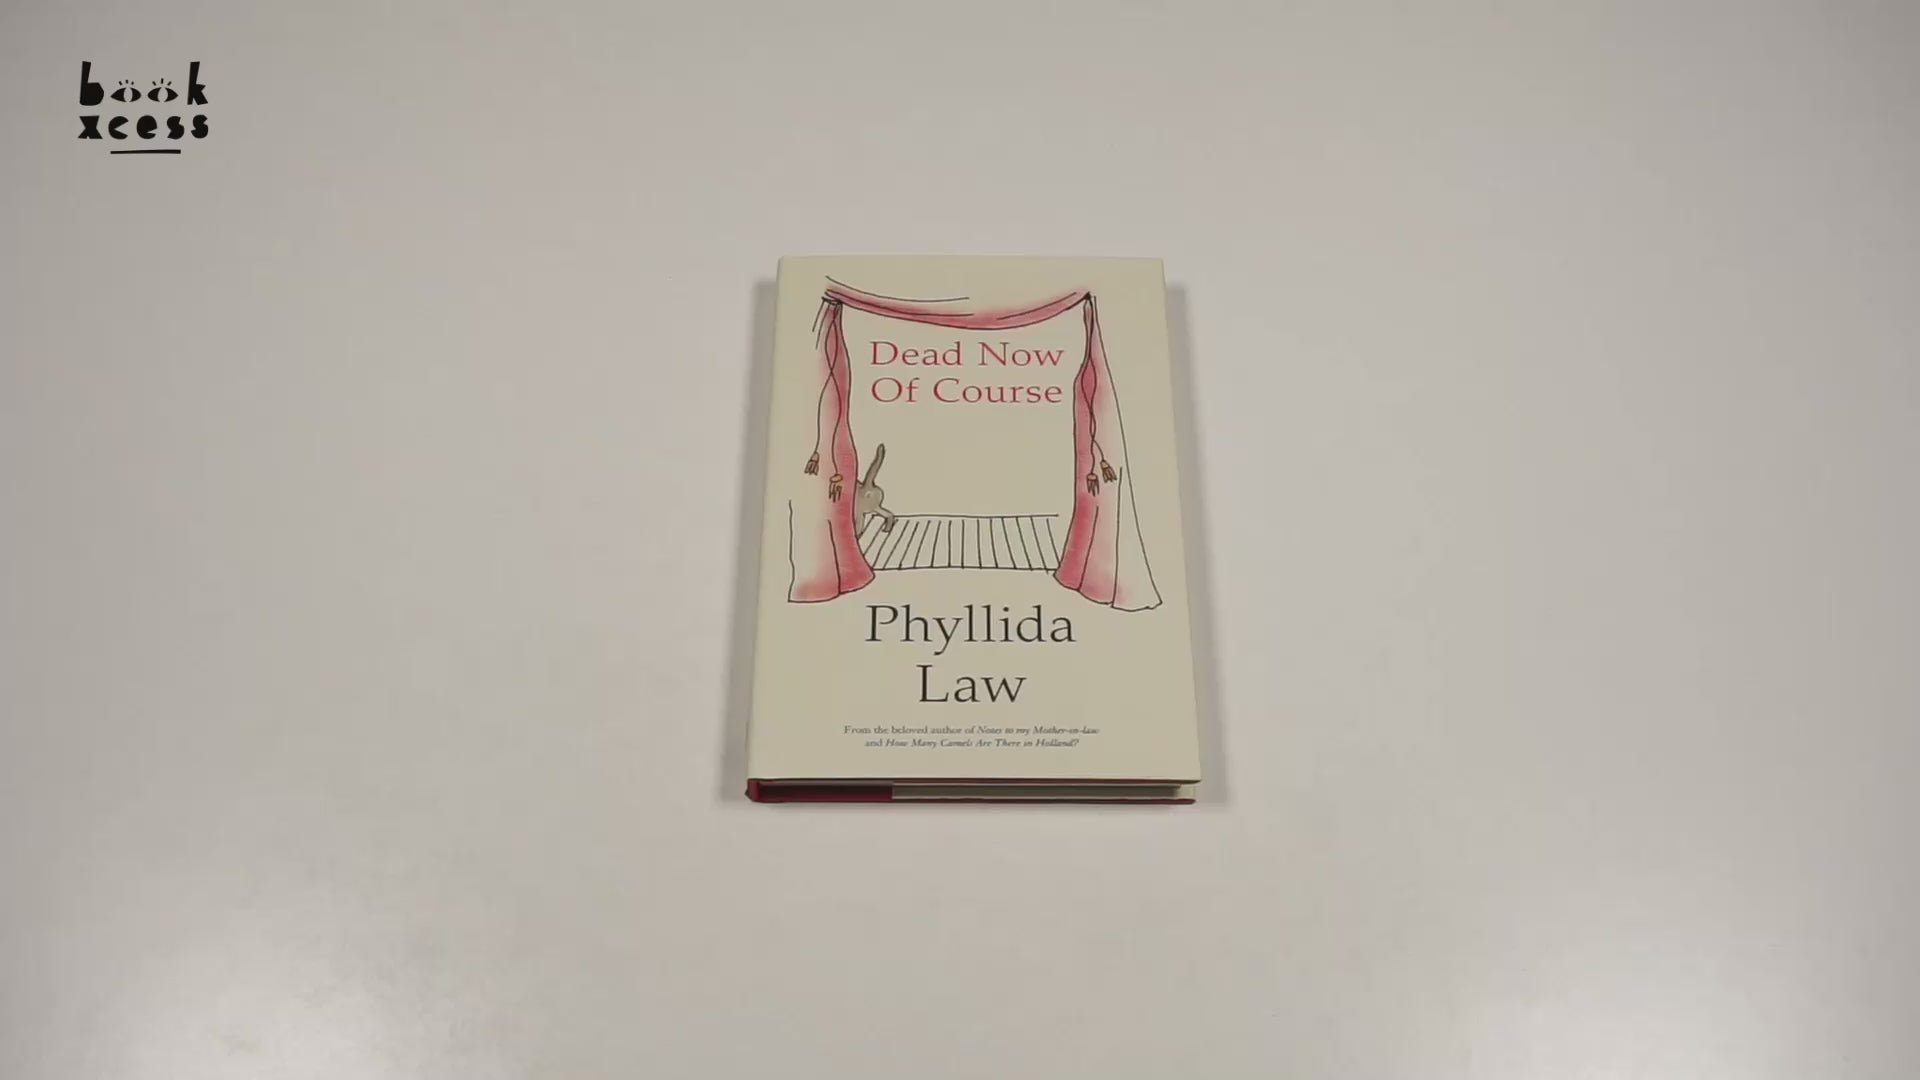 book
xcess
Dead Now
Of Course
Phyllida
Law
From the beloved author of Notes to my Mother-in-law
and How Many Camels Are There in Holland?